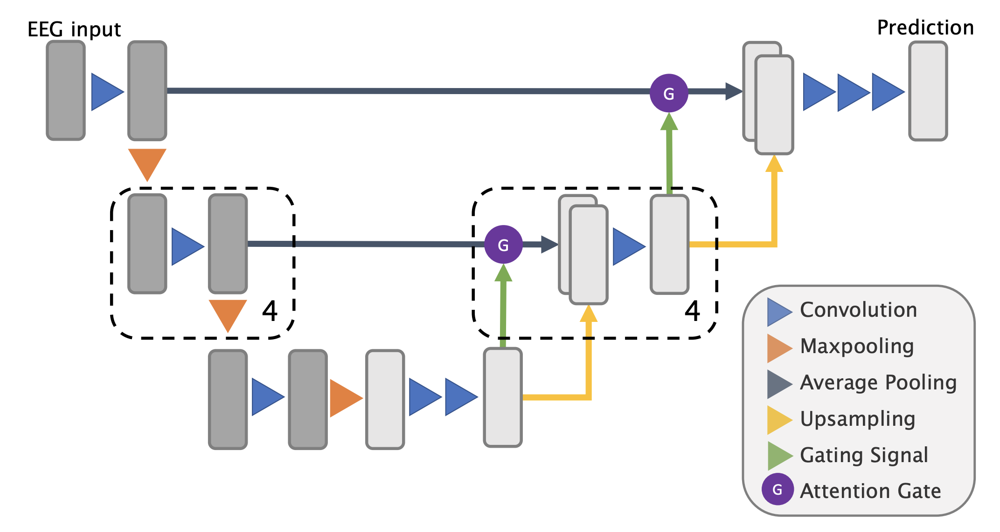 EEG input
Prediction
G
G
4
4
Convolution
Maxpooling
Average Pooling
Upsampling
Gating Signal
G Attention Gate